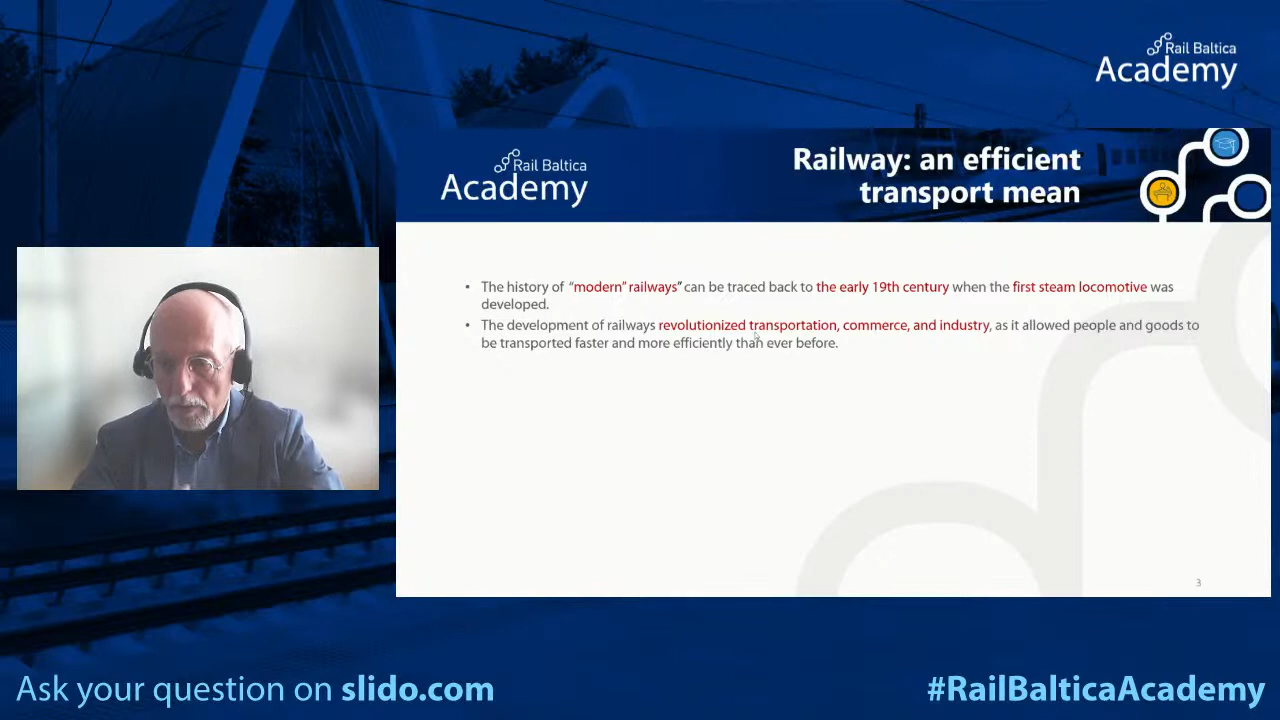 Rail Baltica
Academy
Rail Baltica
Academy
Railway: an efficient
transport mean
• The history of “modern” railways” can be traced back to the early 19th century when the first steam locomotive was
developed.
• The development of railways revolutionized transportation, commerce, and industry, as it allowed people and goods to
be transported faster and more efficiently than ever before.
3
Ask your question on slido.com
#RailBalticaAcademy